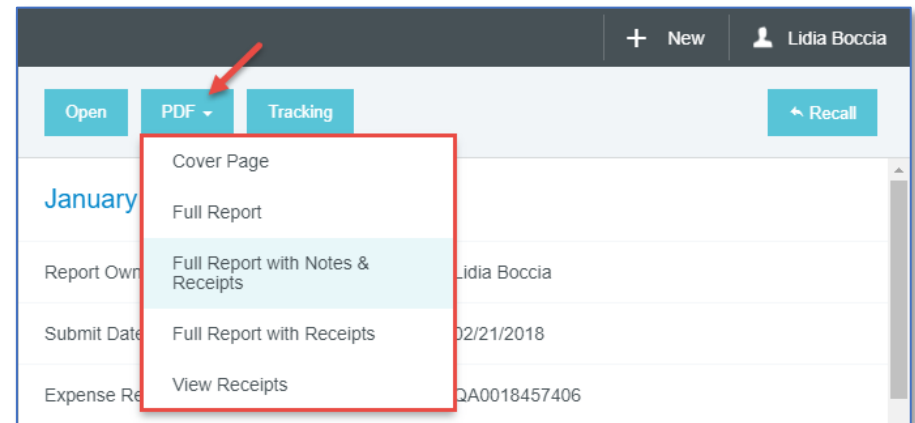 + New Lidia Boccia
Open PDF Tracking Recall
Cover Page
January
Full Report
Full Report with Notes &
Receipts
Report Own Lidia Boccia
Submit Date Full Report with Receipts 02/21/2018
View Receipts
Expense Re QA0018457406